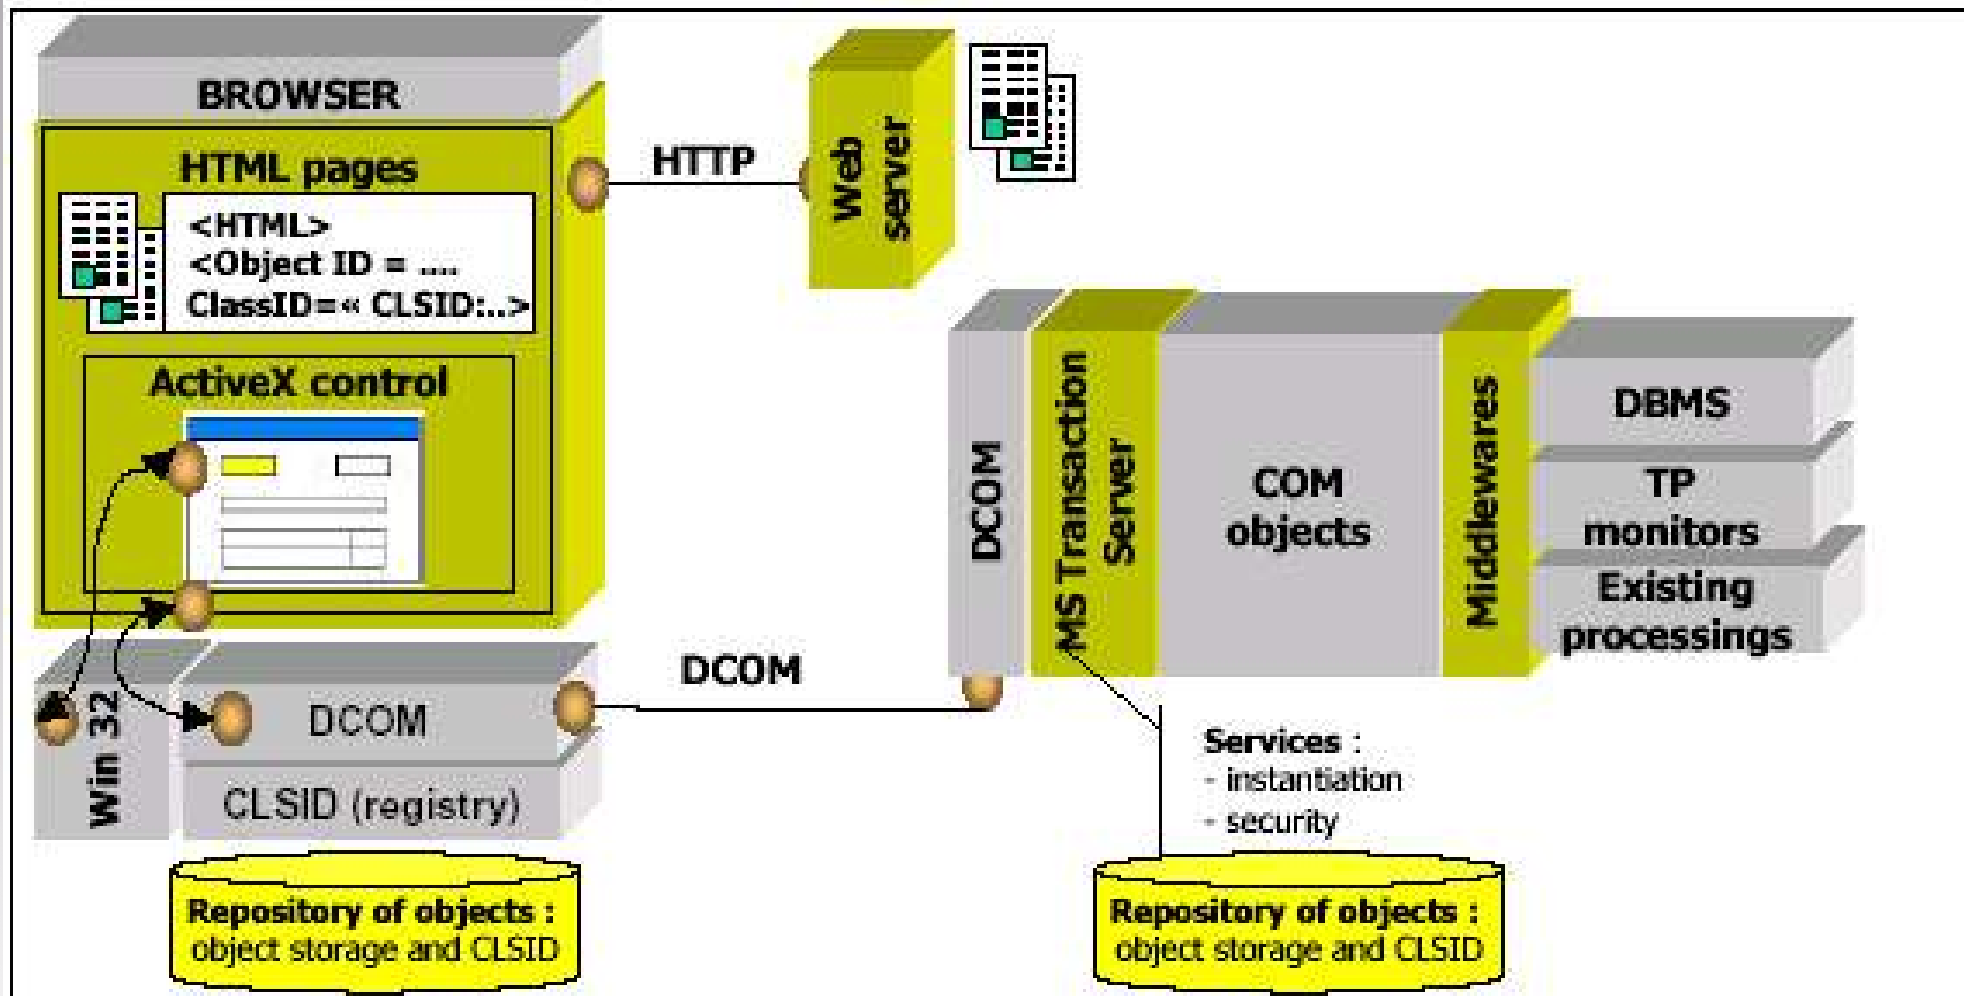 BROWSER
HTML pages
<HTML>
<Object ID = ....
ClassID=« CLSID:..>
ActiveX control
HTTP
Web
server
DCOM
Win 32
DCOM
CLSID (registry)
Repository of objects :
object storage and CLSID
DCOM
MS Transaction
Server
COM
objects
Middlewares
DBMS
TP
monitors
Existing
processings
Services :
- instantiation
- security
Repository of objects :
object storage and CLSID